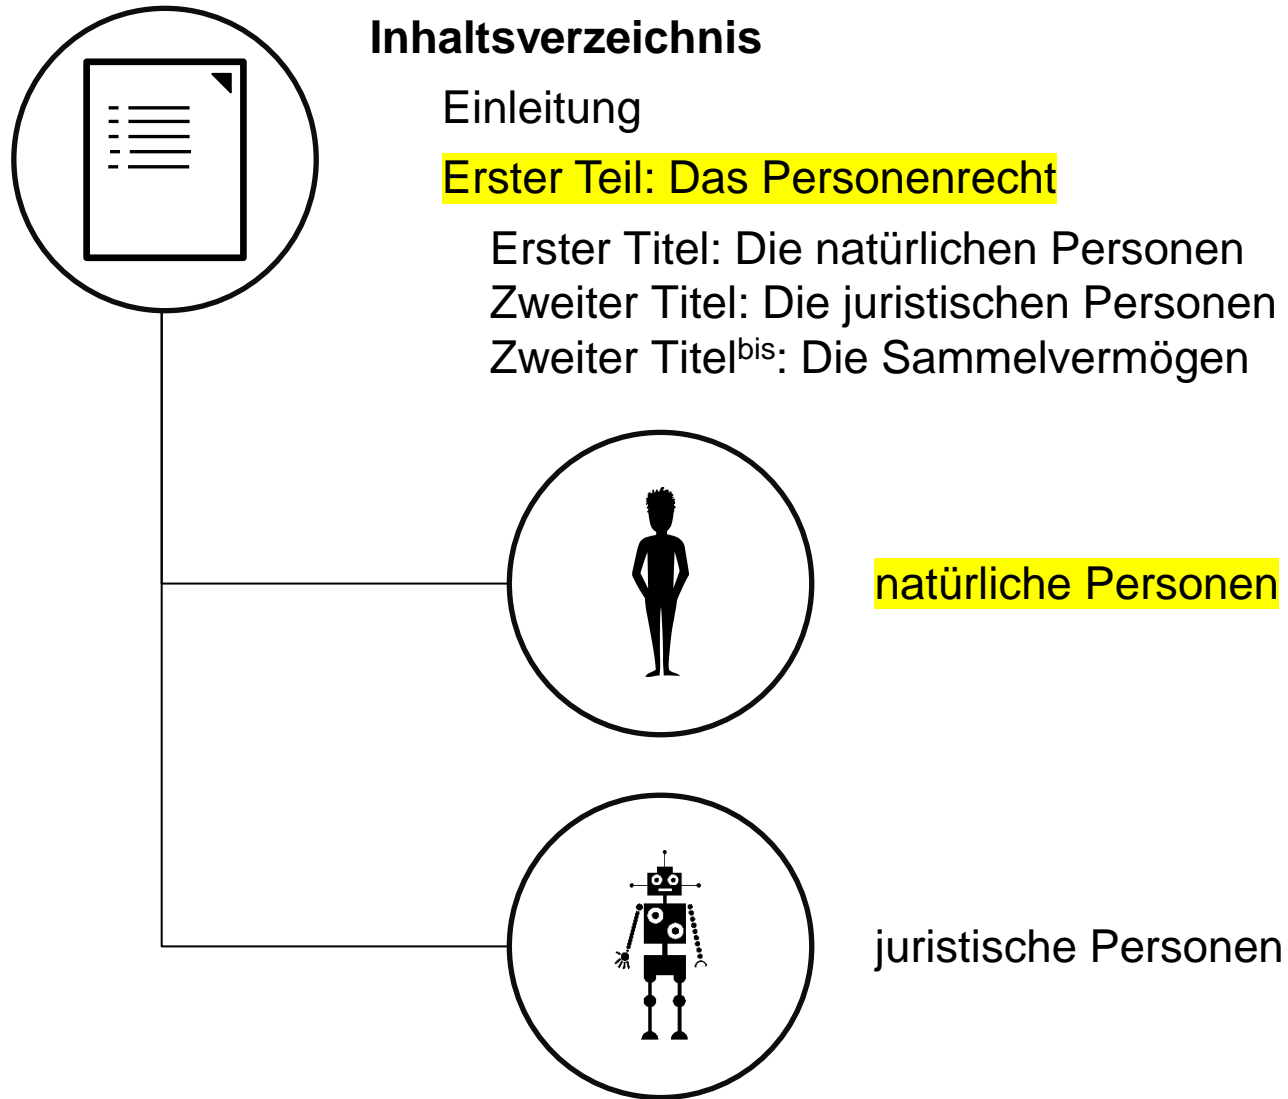 Inhaltsverzeichnis
Einleitung
Erster Teil: Das Personenrecht
Erster Titel: Die natürlichen Personen
Zweiter Titel: Die juristischen Personen
Zweiter Titelbis: Die Sammelvermögen
natürliche Personen
juristische Personen